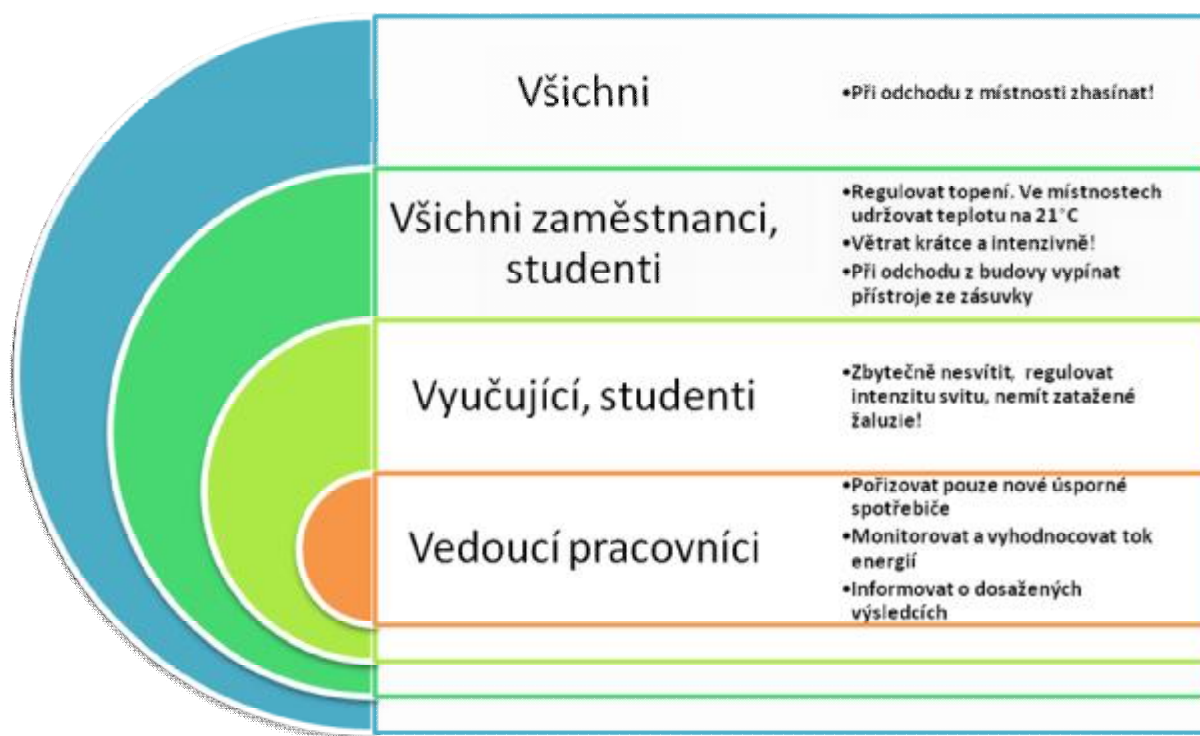 Všichni
•Při odchodu z místnosti zhasínat!
Všichni zaměstnanci,
studenti
•Regulovat topení. Ve místnostech
udržovat teplotu na 21°C
•Větrat krátce a intenzivně!
•Při odchodu z budovy vypínat
přístroje ze zásuvky
Vyučující, studenti
•Zbytečně nesvítit, regulovat
intenzitu svitu, nemít zatažené
žaluzie!
Vedoucí pracovníci
•Pořizovat pouze nové úsporné
spotřebiče
•Monitorovat a vyhodnocovat tok
energií
•Informovat o dosažených
výsledcích